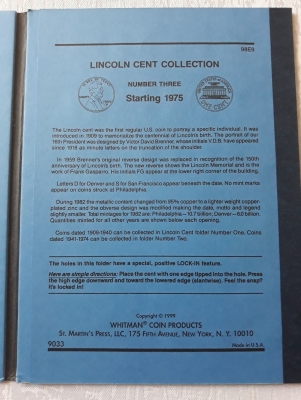 98E9
LINCOLN CENT COLLECTION
NUMBER THREE
Starting 1975
ONE CENT
The Lincoln cent was the first regular U.S. coin to portray a specific individual. It was
introduced in 1909 to memorialize the centennial of Lincoln's birth. The portrait of our
16th President was designed by Victor David Brenner, whose initials V.D.B. have appeared
since 1918 as minute letters on the truncation of the shoulder.
In 1959 Brenner's original reverse design was replaced in recognition of the 150th
anniversary of Lincoln's birth. The new reverse shows the Lincoln Memorial and is the
work of Frank Gasparro. His initials FG appear at the lower right corner of the building.
Letters D for Denver and S for San Francisco appear beneath the date. No mint marks
appear on coins struck at Philadelphia.
During 1982 the metallic content changed from 95% copper to a lighter weight copper-
plated zinc and the obverse design was modified making the date, motto and legend
slightly smaller. Total mintages for 1982 are: Philadelphia—10.7 billion, Denver—6.0 billion.
Quantities minted for all other years are shown below each opening.
Coins dated 1909-1940 can be collected in Lincoln Cent folder Number One. Coins
dated 1941-1974 can be collected in folder Number Two.
The holes in this folder have a special, positive LOCK-IN feature.
Here are simple directions: Place the cent with one edge tipped into the hole. Press
the high edge downward and toward the lowered edge (slantwise). Feel the snap?
It's locked in!
Copyright © 1999
WHITMAN® COIN PRODUCTS
ST. MARTIN'S PRESS, LLC, 175 FIFTH AVENUE, NEW YORK, N. Y. 10010
9033
Made in U.S.A.